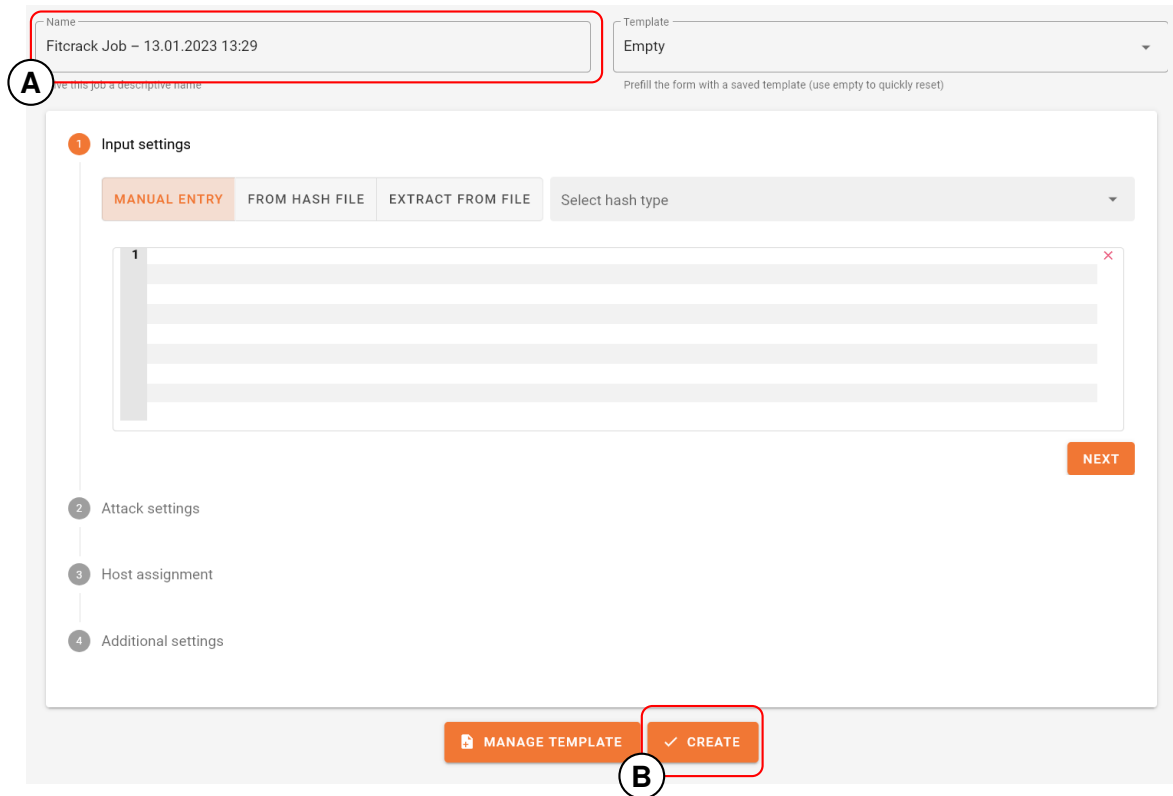 Name
Template
Fitcrack Job – 13.01.2023 13:29
Empty
A
ve this job a descriptive name
Prefill the form with a saved template (use empty to quickly reset)
1 Input settings
MANUAL ENTRY FROM HASH FILE EXTRACT FROM FILE Select hash type
1
NEXT
2 Attack settings
3 Host assignment
4 Additional settings
MANAGE TEMPLATE CREATE
B